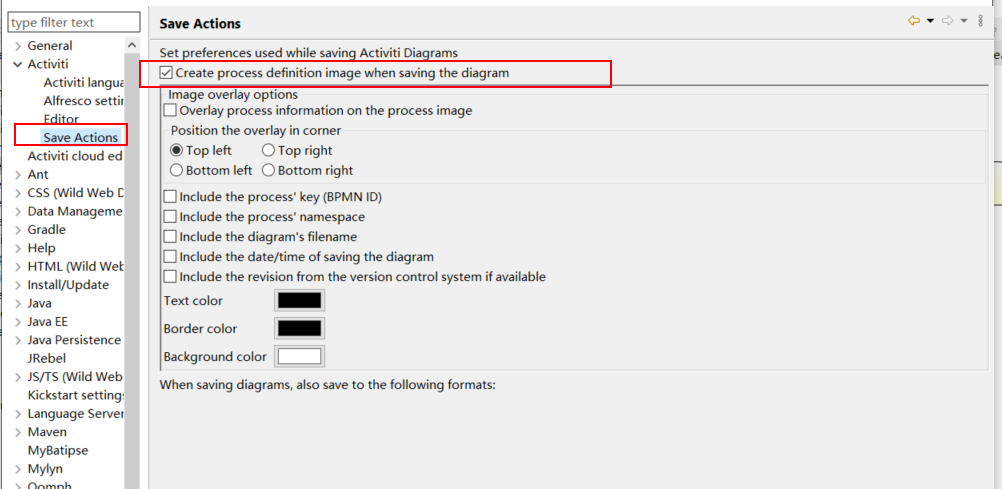 type filter text
General
Activiti
Activiti langua
Alfresco settin
Editor
Save Actions
Activiti cloud ed
Ant
CSS (Wild Web D
Data Manageme
Gradle
Help
HTML (Wild Web
Install/Update
Java
Java EE
Java Persistence
JRebel
JS/TS (Wild Web
Kickstart settings
Language Server
Maven
MyBatipse
Mylyn
Oomph
Save Actions
Set preferences used while saving Activiti Diagrams
Create process definition image when saving the diagram
Image overlay options
Overlay process information on the process image
Position the overlay in corner
Top left Top right
Bottom left Bottom right
Include the process' key (BPMN ID)
Include the process' namespace
Include the diagram's filename
Include the date/time of saving the diagram
Include the revision from the version control system if available
Text color
Border color
Background color
When saving diagrams, also save to the following formats: